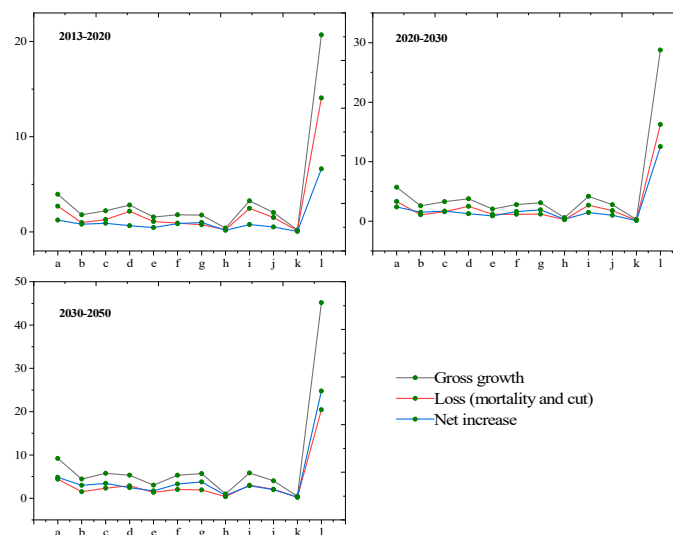 2013-2020
20
10
0
a b c d e f g h i j k l
2020-2030
30
20
10
0
a b c d e f g h i j k l
2030-2050
50
40
30
20
10
0
a b c d e f g h i j k l
Gross growth
Loss (mortality and cut)
Net increase